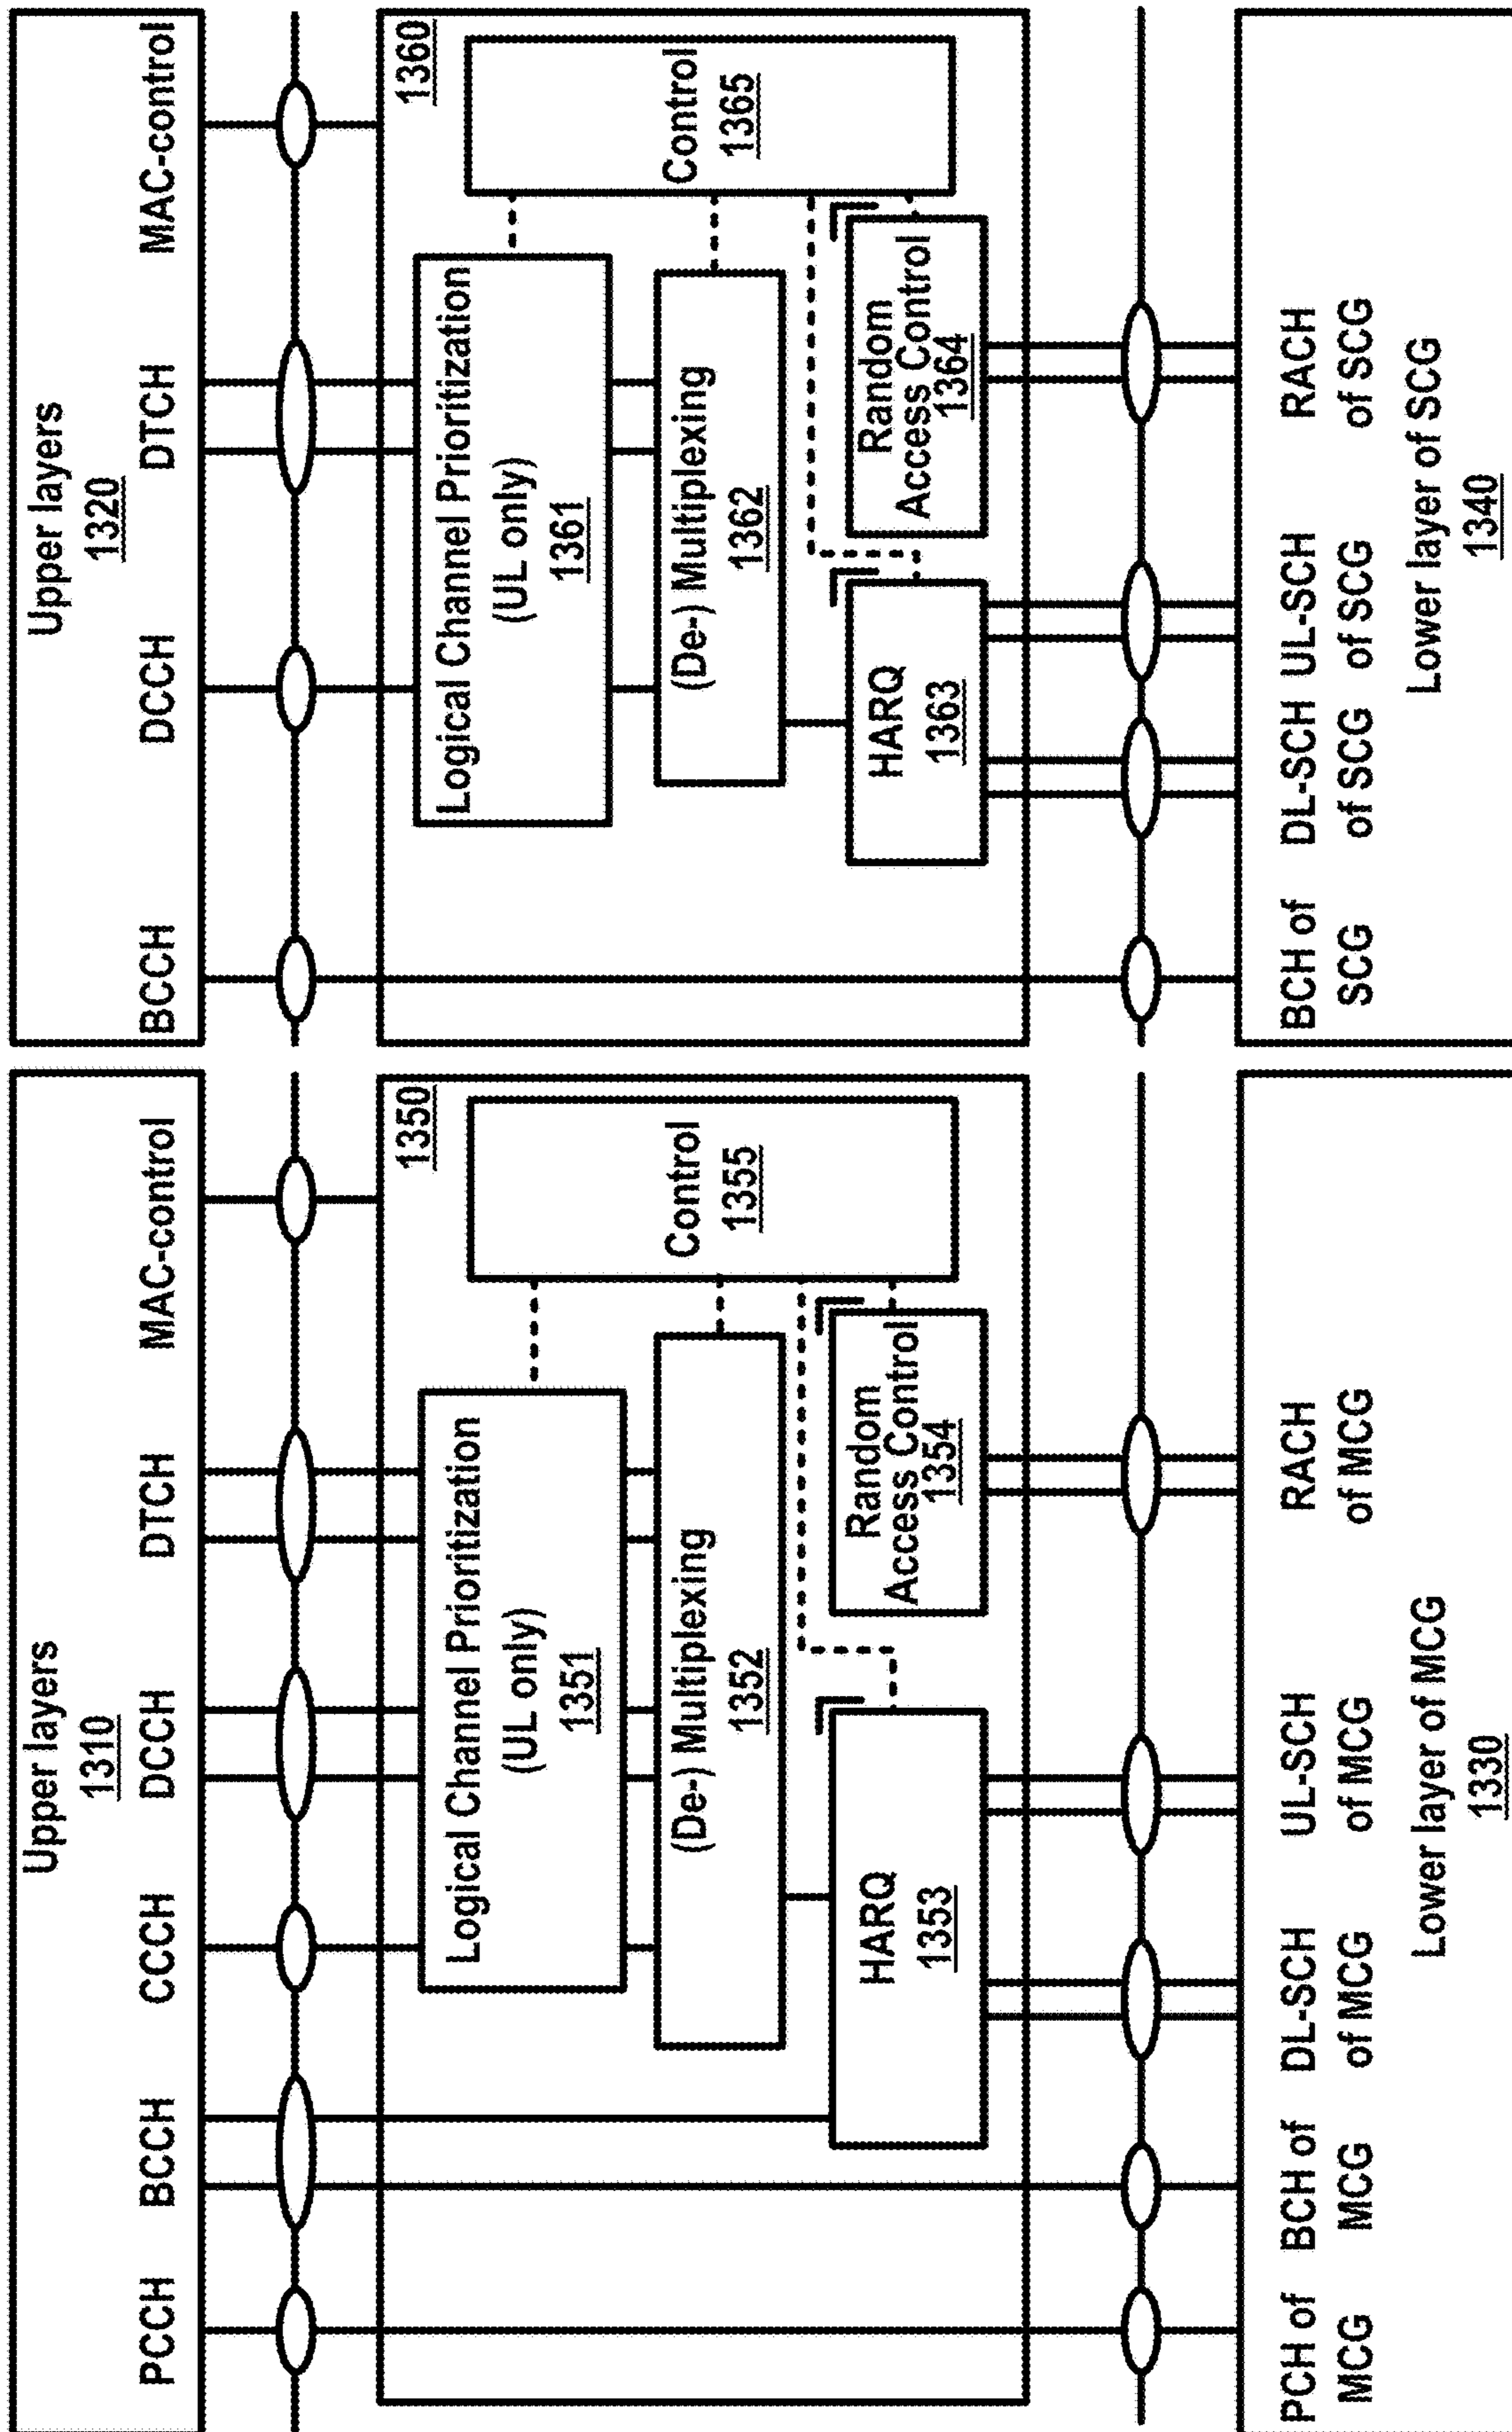 Upper layers
1310
PCCH BCCH CCCH DCCH DTCH MAC-control
1350
Logical Channel Prioritization
(UL only)
1351
(De-) Multiplexing
1352
HARQ
1353
Random
Access Control
1354
Control
1355
PCH of
MCG
BCH of
MCG
DL-SCH
of MCG
UL-SCH
of MCG
RACH
of MCG
Lower layer of MCG
1330
Upper layers
1320
BCCH DCCH DTCH MAC-control
1360
Logical Channel Prioritization
(UL only)
1361
(De-) Multiplexing
1362
HARQ
1363
Random
Access Control
1364
Control
1365
BCH of
SCG
DL-SCH
of SCG
UL-SCH
of SCG
RACH
of SCG
Lower layer of SCG
1340